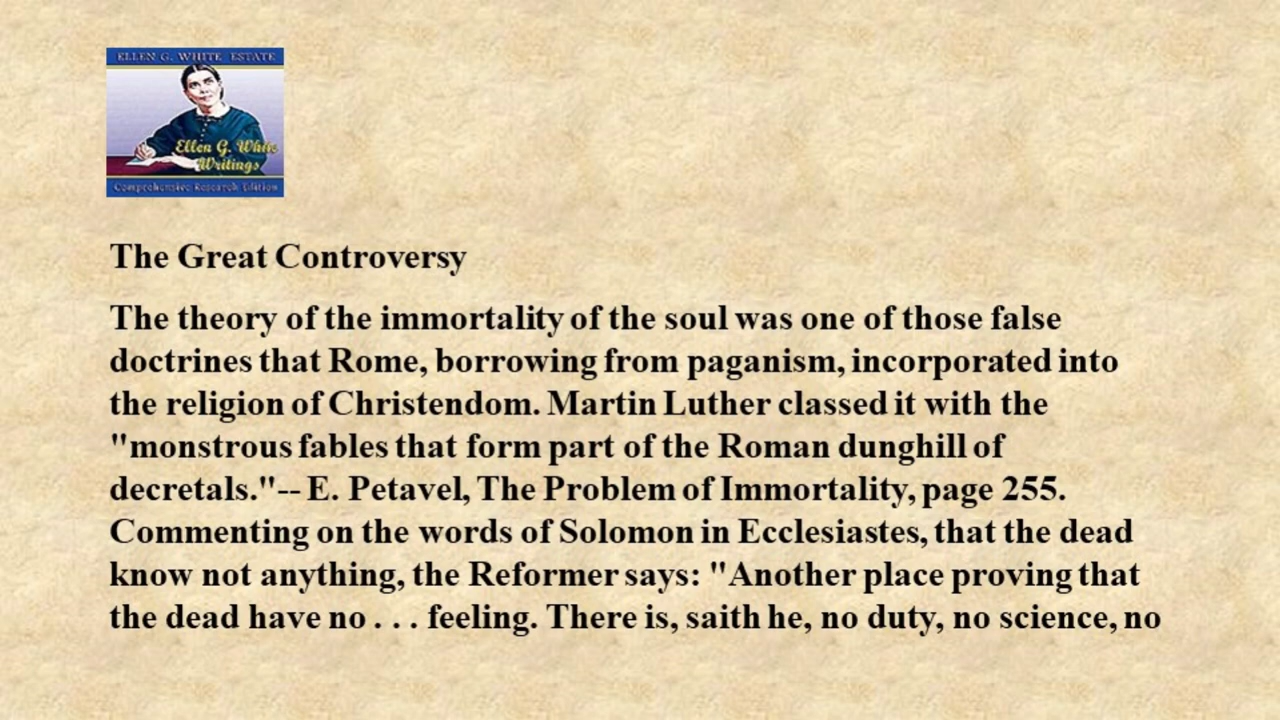 ELLEN G. WHITE ESTATE
Ellen G. White
Writings
Comprehensive Research Edition
The Great Controversy
The theory of the immortality of the soul was one of those false
doctrines that Rome, borrowing from paganism, incorporated into
the religion of Christendom. Martin Luther classed it with the
"monstrous fables that form part of the Roman dunghill of
decretals."-- E. Petavel, The Problem of Immortality, page 255.
Commenting on the words of Solomon in Ecclesiastes, that the dead
know not anything, the Reformer says: "Another place proving that
the dead have no . . . feeling. There is, saith he, no duty, no science, no